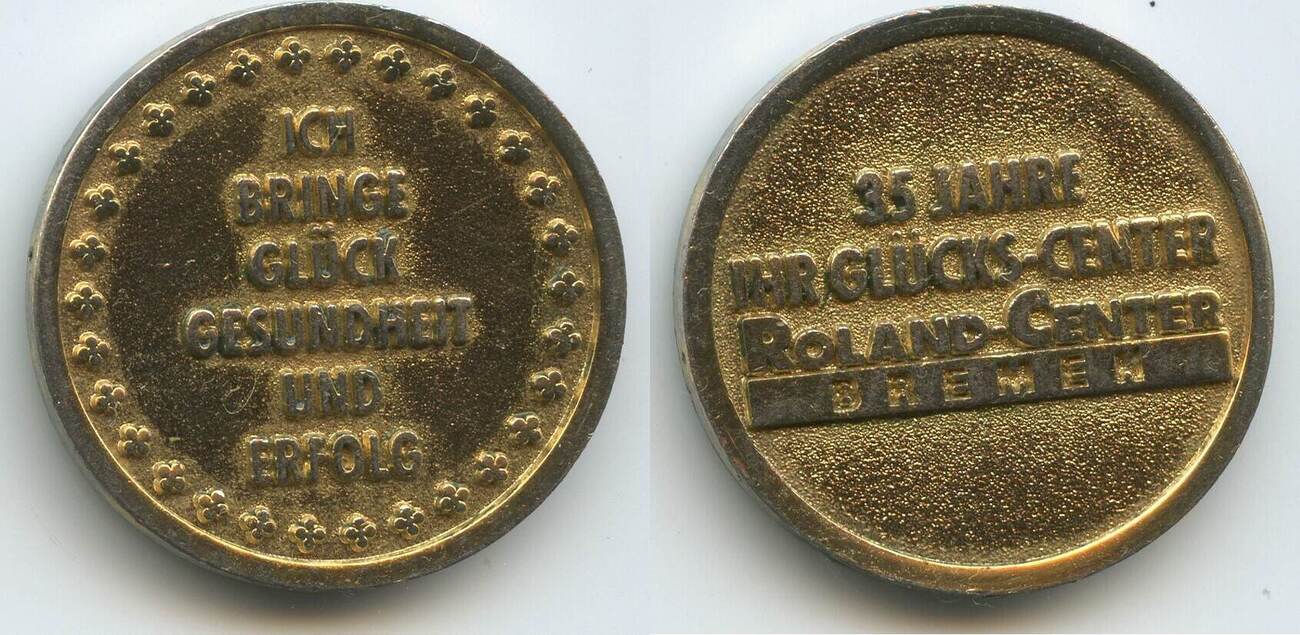 ICH
BRINGE
GLÜCK
GESUNDHEIT
UND
ERFOLG
35 JAHRE
IHR GLÜCKS-CENTER
ROLAND-CENTER
BREMEN